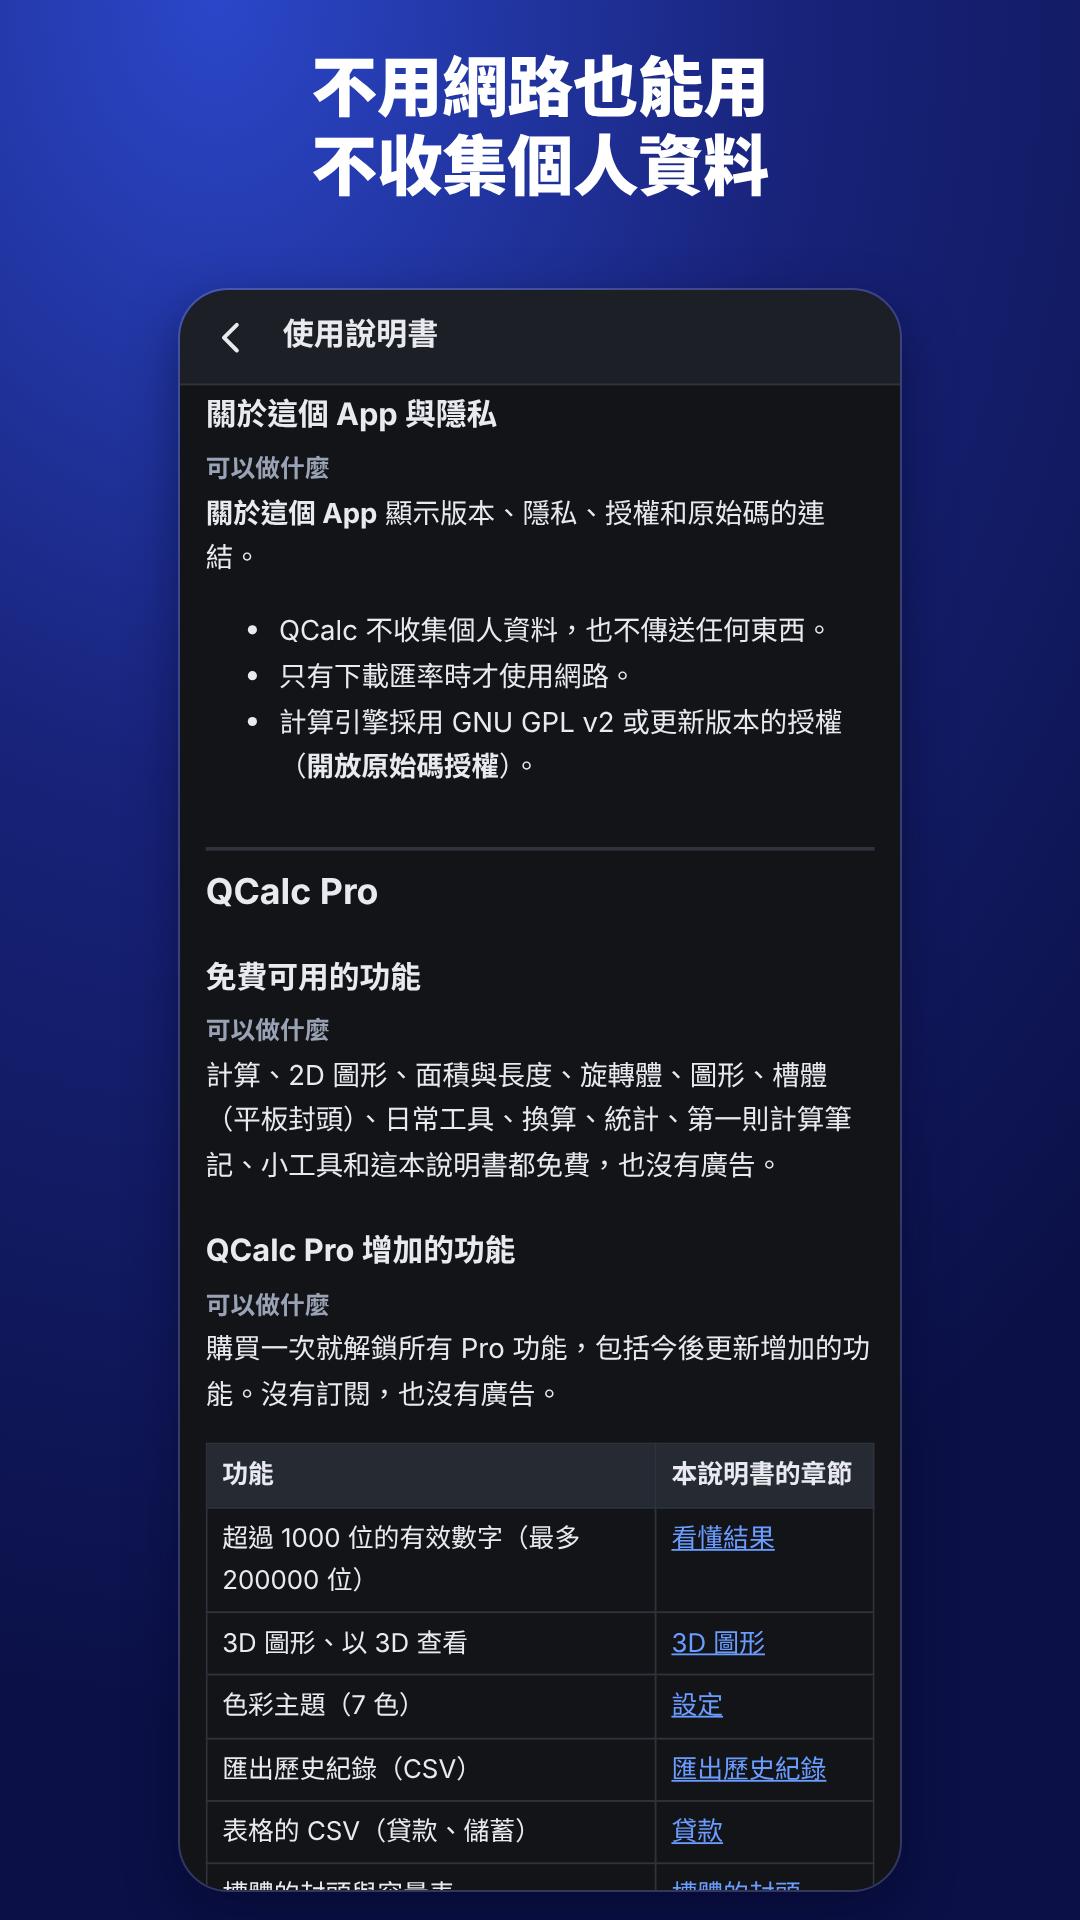 不用網路也能用
不收集個人資料
使用說明書
關於這個 App 與隱私
可以做什麼
關於這個 App 顯示版本、隱私、授權和原始碼的連
結。
• QCalc 不收集個人資料，也不傳送任何東西。
• 只有下載匯率時才使用網路。
• 計算引擎採用 GNU GPL v2 或更新版本的授權
（開放原始碼授權）。
QCalc Pro
免費可用的功能
可以做什麼
計算、2D 圖形、面積與長度、旋轉體、圖形、槽體
（平板封頭）、日常工具、換算、統計、第一則計算筆
記、小工具和這本說明書都免費，也沒有廣告。
QCalc Pro 增加的功能
可以做什麼
購買一次就解鎖所有 Pro 功能，包括今後更新增加的功
能。沒有訂閱，也沒有廣告。
功能 本說明書的章節
超過 1000 位的有效數字（最多 看懂結果
200000 位）
3D 圖形、以 3D 查看 3D 圖形
色彩主題（7 色） 設定
匯出歷史紀錄（CSV） 匯出歷史紀錄
表格的 CSV（貸款、儲蓄） 貸款
槽體的封頭與容量表 槽體的封頭